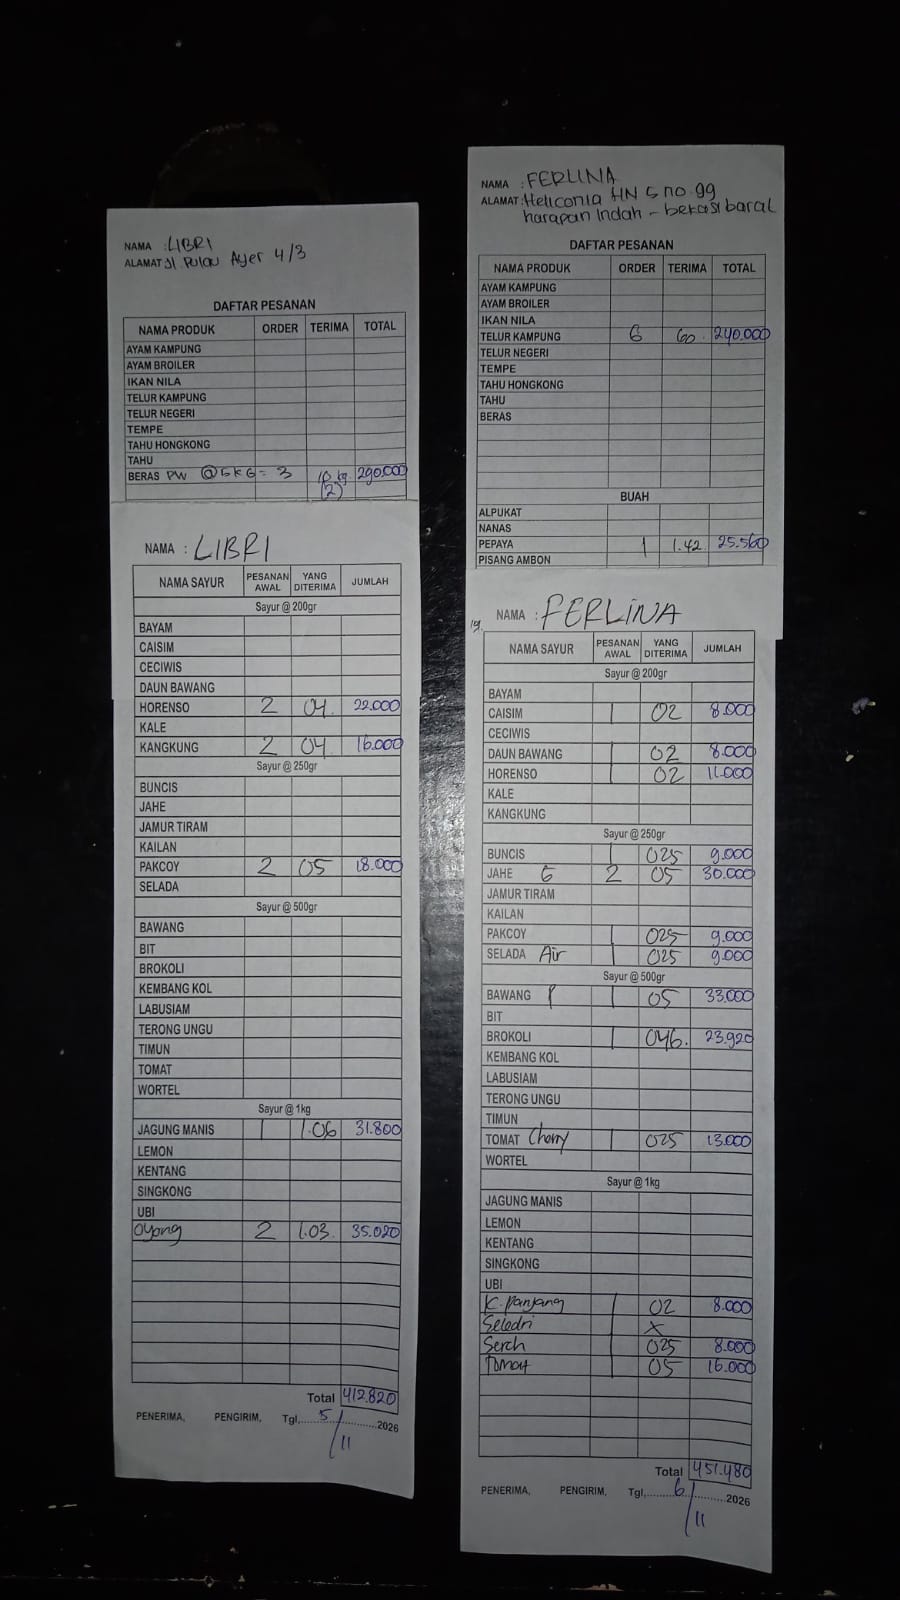 NAMA : LIBRI
ALAMAT: Jl. Pulau Ayer 4/3
DAFTAR PESANAN
NAMA PRODUK ORDER TERIMA TOTAL
AYAM KAMPUNG
AYAM BROILER
IKAN NILA
TELUR KAMPUNG
TELUR NEGERI
TEMPE
TAHU HONGKONG
TAHU
BERAS PW @5KG = 3 10 kg (2) 290.000
NAMA : LIBRI
NAMA SAYUR PESANAN AWAL YANG DITERIMA JUMLAH
Sayur @ 200gr
BAYAM
CAISIM
CECIWIS
DAUN BAWANG
HORENSO 2 04 22.000
KALE
KANGKUNG 2 04 16.000
Sayur @ 250gr
BUNCIS
JAHE
JAMUR TIRAM
KAILAN
PAKCOY 2 05 18.000
SELADA
Sayur @ 500gr
BAWANG
BIT
BROKOLI
KEMBANG KOL
LABUSIAM
TERONG UNGU
TIMUN
TOMAT
WORTEL
Sayur @ 1kg
JAGUNG MANIS 1 1.06 31.800
LEMON
KENTANG
SINGKONG
UBI
Oyong 2 1.03 35.020
Total 412.820
PENERIMA, PENGIRIM, Tgl,....5/11....2026
NAMA : FERLINA
ALAMAT: Heliconia HN 5 no 99
harapan Indah - bekasi barat
DAFTAR PESANAN
NAMA PRODUK ORDER TERIMA TOTAL
AYAM KAMPUNG
AYAM BROILER
IKAN NILA
TELUR KAMPUNG 6 60 240.000
TELUR NEGERI
TEMPE
TAHU HONGKONG
TAHU
BERAS
BUAH
ALPUKAT
NANAS
PEPAYA 1 1.42 25.560
PISANG AMBON
19. NAMA : FERLINA
NAMA SAYUR PESANAN AWAL YANG DITERIMA JUMLAH
Sayur @ 200gr
BAYAM
CAISIM 1 02 8.000
CECIWIS
DAUN BAWANG 1 02 8.000
HORENSO 1 02 11.000
KALE
KANGKUNG
Sayur @ 250gr
BUNCIS 1 025 9.000
JAHE G 2 05 30.000
JAMUR TIRAM
KAILAN
PAKCOY 1 025 9.000
SELADA Air 1 025 9.000
Sayur @ 500gr
BAWANG P 1 05 33.000
BIT
BROKOLI 1 046. 23.920
KEMBANG KOL
LABUSIAM
TERONG UNGU
TIMUN
TOMAT Cherry 1 025 13.000
WORTEL
Sayur @ 1kg
JAGUNG MANIS
LEMON
KENTANG
SINGKONG
UBI
K. Panjang 1 02 8.000
Seledri 1 x
Sereh 1 025 8.000
Tomat 1 05 16.000
Total 451.480
PENERIMA, PENGIRIM, Tgl,....6/11....2026